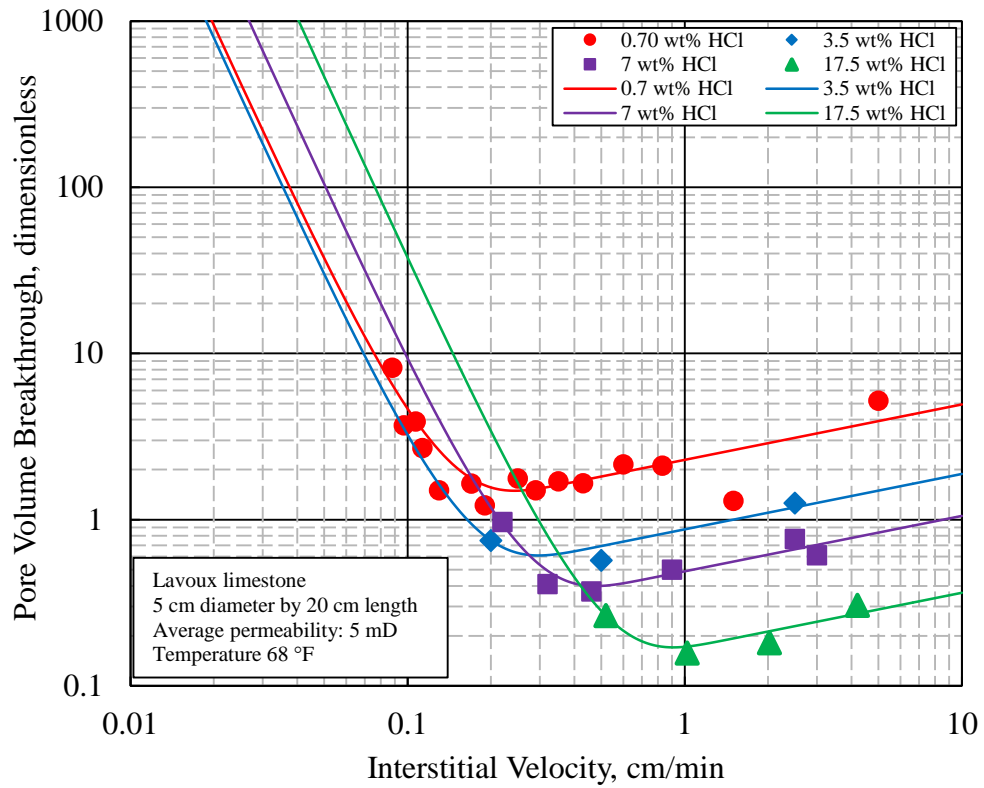 Pore Volume Breakthrough, dimensionless
1000
100
10
1
0.1
0.70 wt% HCl 3.5 wt% HCl
7 wt% HCl 17.5 wt% HCl
0.7 wt% HCl 3.5 wt% HCl
7 wt% HCl 17.5 wt% HCl
Lavoux limestone
5 cm diameter by 20 cm length
Average permeability: 5 mD
Temperature 68 °F
0.01 0.1 1 10
Interstitial Velocity, cm/min